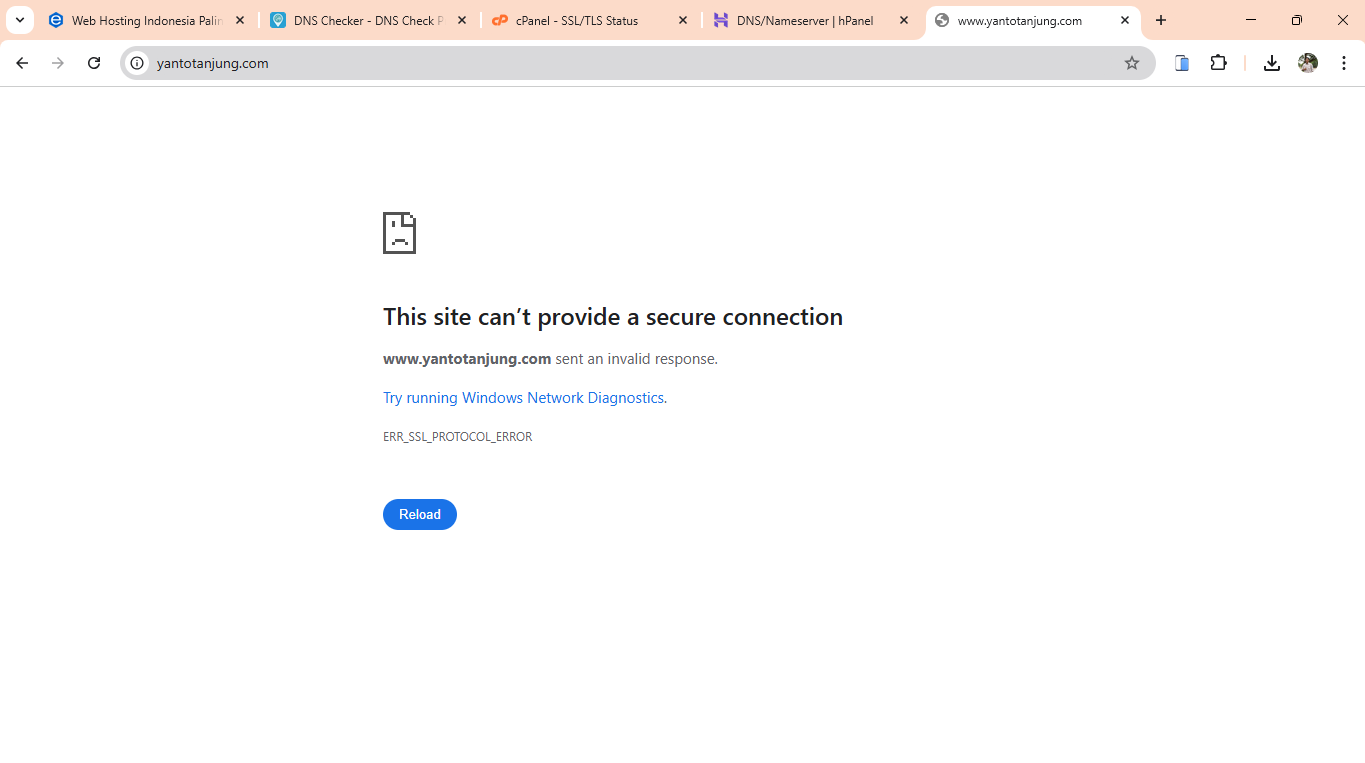 Web Hosting Indonesia Palin
DNS Checker - DNS Check P
cPanel - SSL/TLS Status
DNS/Nameserver | hPanel
www.yantotanjung.com
yantotanjung.com
This site can’t provide a secure connection
www.yantotanjung.com sent an invalid response.
Try running Windows Network Diagnostics.
ERR_SSL_PROTOCOL_ERROR
Reload